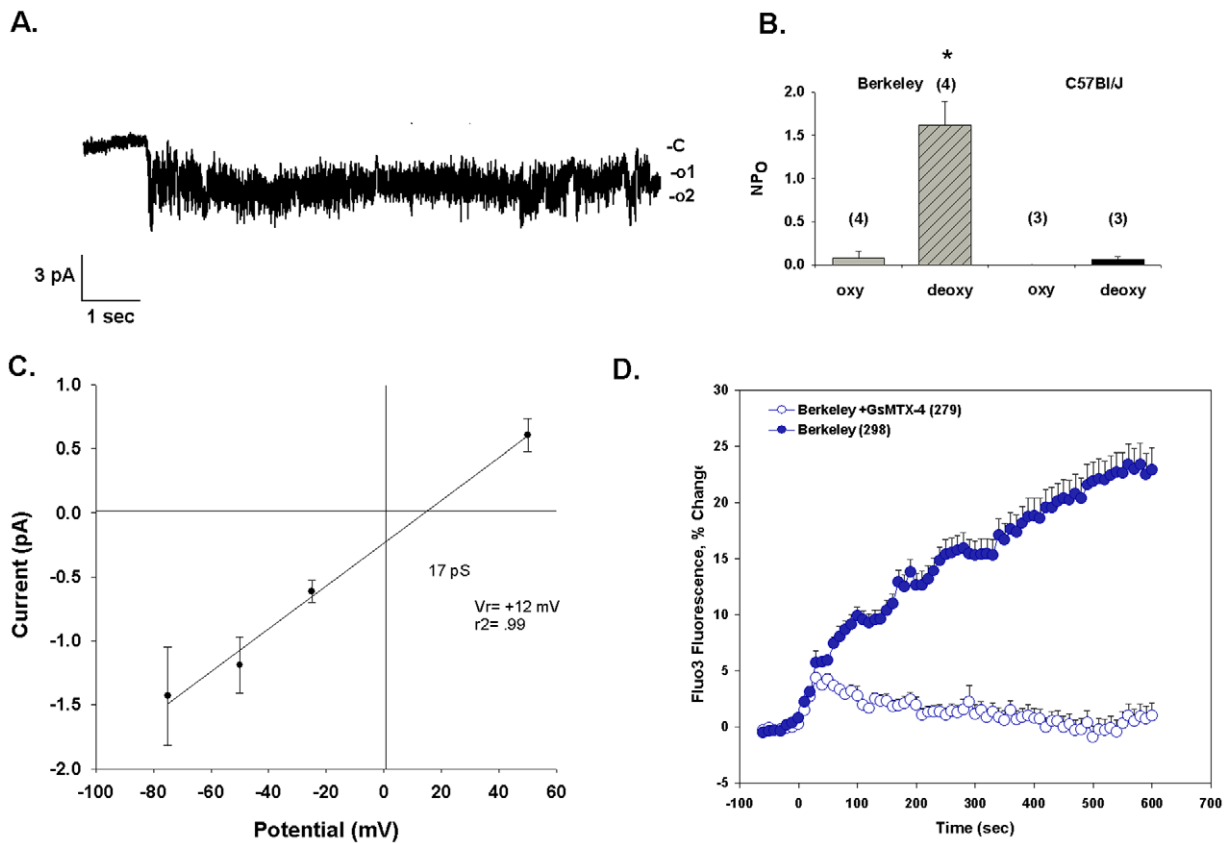 A.
-C
-o1
-o2
3 pA
1 sec
B.
*
Berkeley (4) C57Bl/J
2.0
1.5
1.0
0.5
0.0
NPO
(4) (3) (3)
oxy deoxy oxy deoxy
C.
1.0
0.5
0.0
-0.5
-1.0
-1.5
-2.0
Current (pA)
17 pS
Vr= +12 mV
r2= .99
-100 -80 -60 -40 -20 0 20 40 60
Potential (mV)
D.
30
25
20
15
10
5
0
-5
Fluo3 Fluorescence, % Change
Berkeley +GsMTX-4 (279)
Berkeley (298)
-100 0 100 200 300 400 500 600 700
Time (sec)